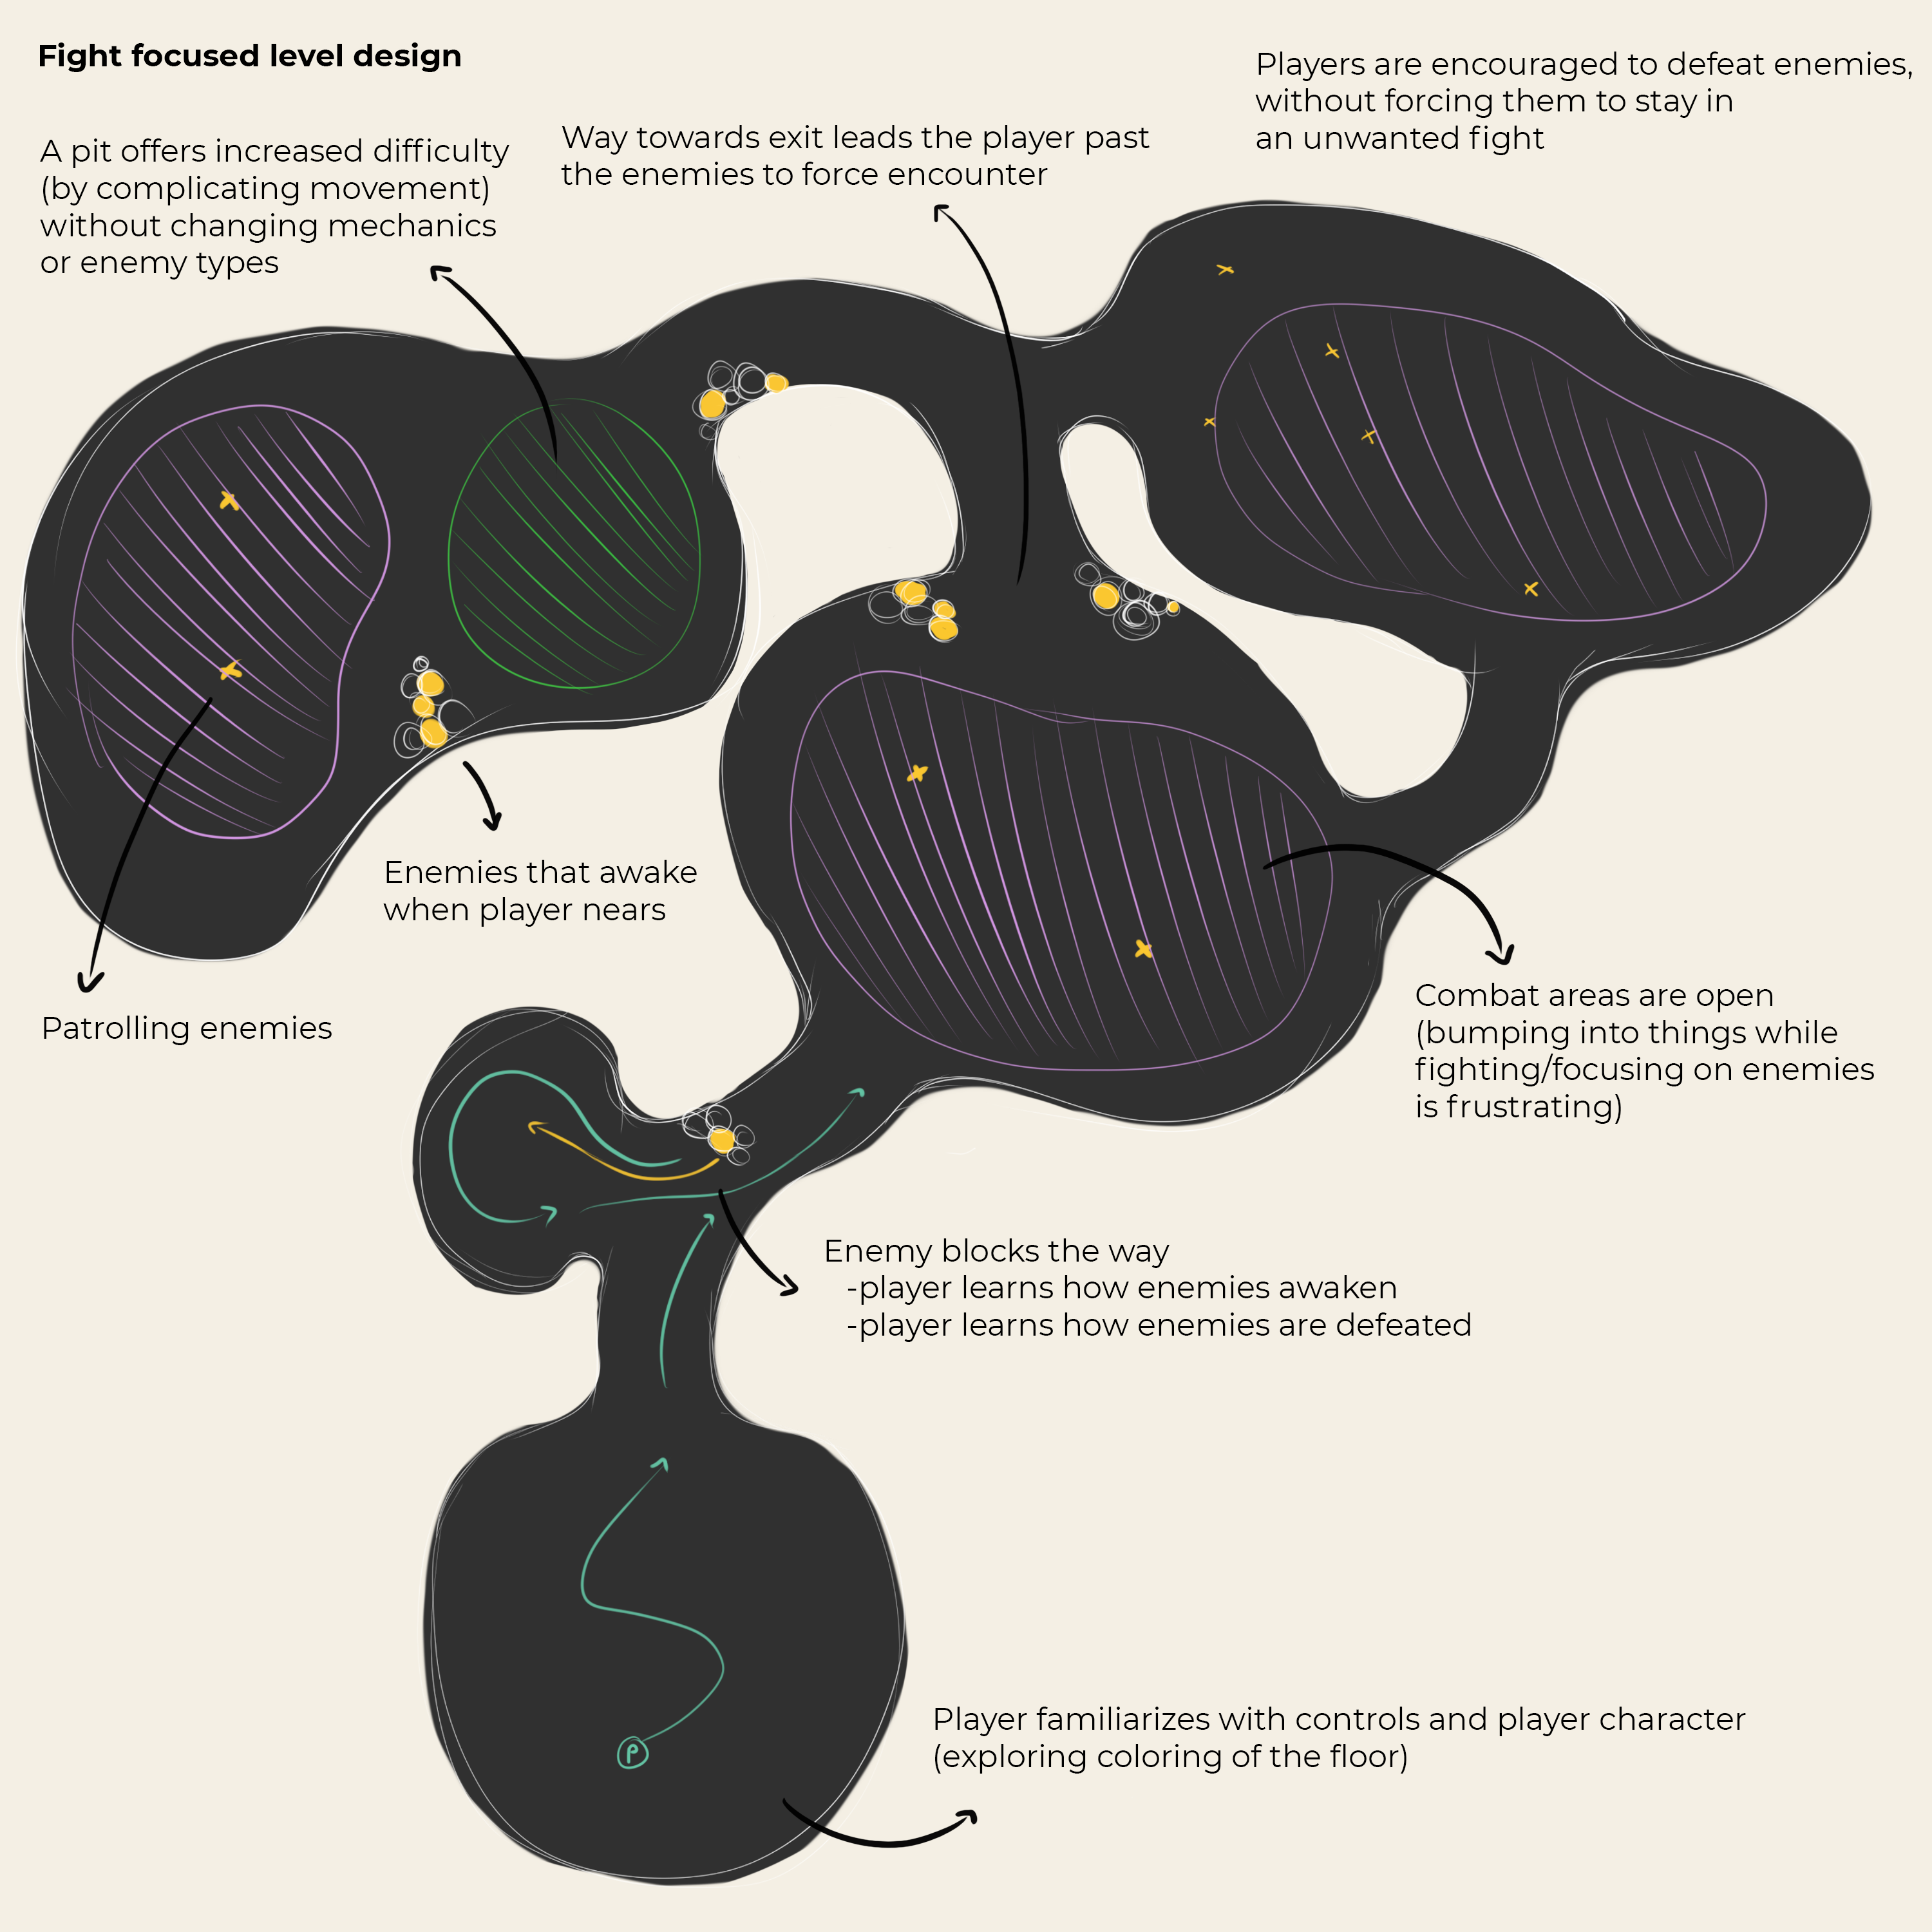 Fight focused level design
A pit offers increased difficulty
(by complicating movement)
without changing mechanics
or enemy types
Way towards exit leads the player past
the enemies to force encounter
Players are encouraged to defeat enemies,
without forcing them to stay in
an unwanted fight
Enemies that awake
when player nears
Patrolling enemies
Combat areas are open
(bumping into things while
fighting/focusing on enemies
is frustrating)
Enemy blocks the way
-player learns how enemies awaken
-player learns how enemies are defeated
Player familiarizes with controls and player character
(exploring coloring of the floor)
P